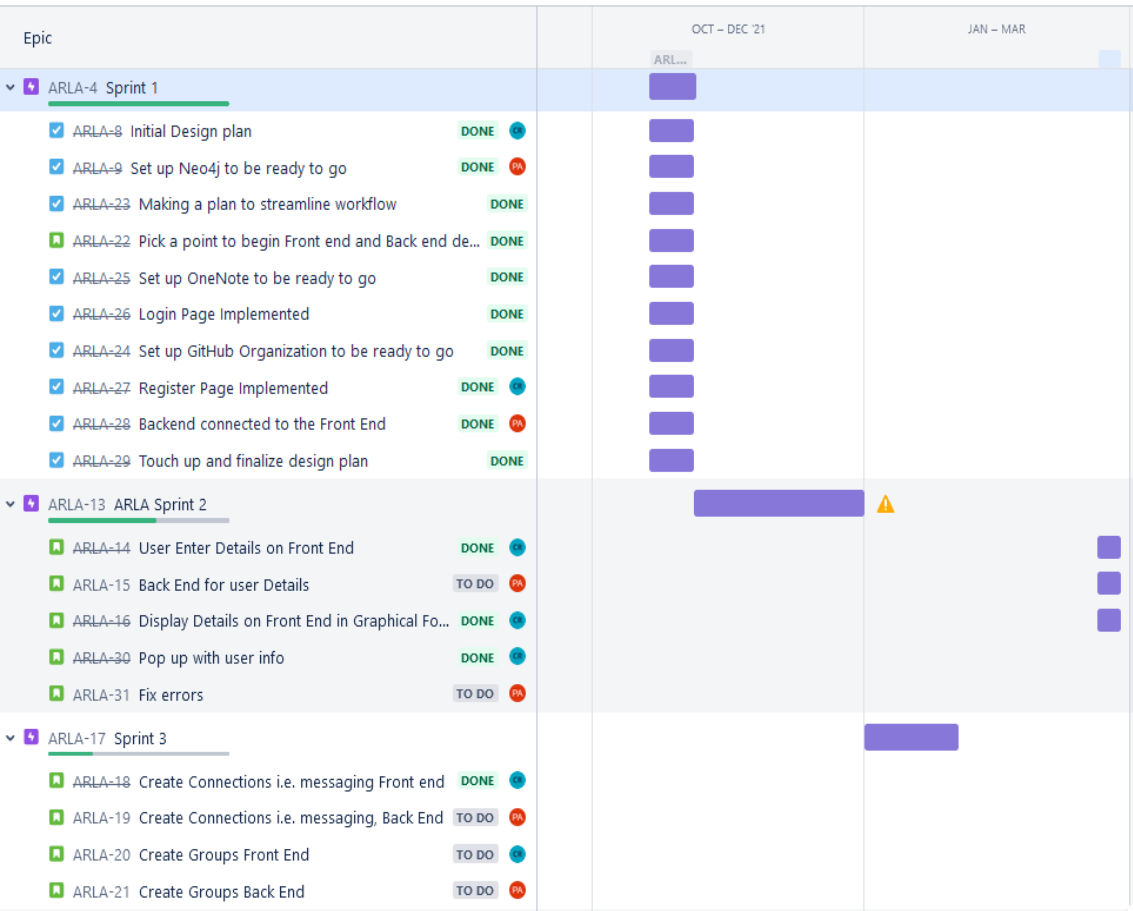 Epic
OCT – DEC '21
JAN – MAR
ARL...
ARLA-4 Sprint 1
ARLA-8 Initial Design plan DONE CR
ARLA-9 Set up Neo4j to be ready to go DONE PA
ARLA-23 Making a plan to streamline workflow DONE
ARLA-22 Pick a point to begin Front end and Back end de... DONE
ARLA-25 Set up OneNote to be ready to go DONE
ARLA-26 Login Page Implemented DONE
ARLA-24 Set up GitHub Organization to be ready to go DONE
ARLA-27 Register Page Implemented DONE CR
ARLA-28 Backend connected to the Front End DONE PA
ARLA-29 Touch up and finalize design plan DONE
ARLA-13 ARLA Sprint 2
ARLA-14 User Enter Details on Front End DONE CR
ARLA-15 Back End for user Details TO DO PA
ARLA-16 Display Details on Front End in Graphical Fo... DONE CR
ARLA-30 Pop up with user info DONE CR
ARLA-31 Fix errors TO DO PA
ARLA-17 Sprint 3
ARLA-18 Create Connections i.e. messaging Front end DONE CR
ARLA-19 Create Connections i.e. messaging, Back End TO DO PA
ARLA-20 Create Groups Front End TO DO CR
ARLA-21 Create Groups Back End TO DO PA